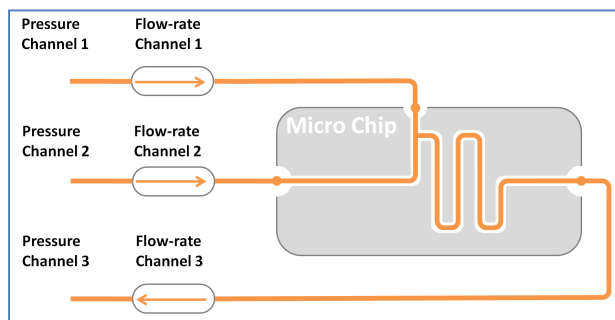 Pressure
Channel 1
Flow-rate
Channel 1
Micro Chip
Pressure
Channel 2
Flow-rate
Channel 2
Pressure
Channel 3
Flow-rate
Channel 3